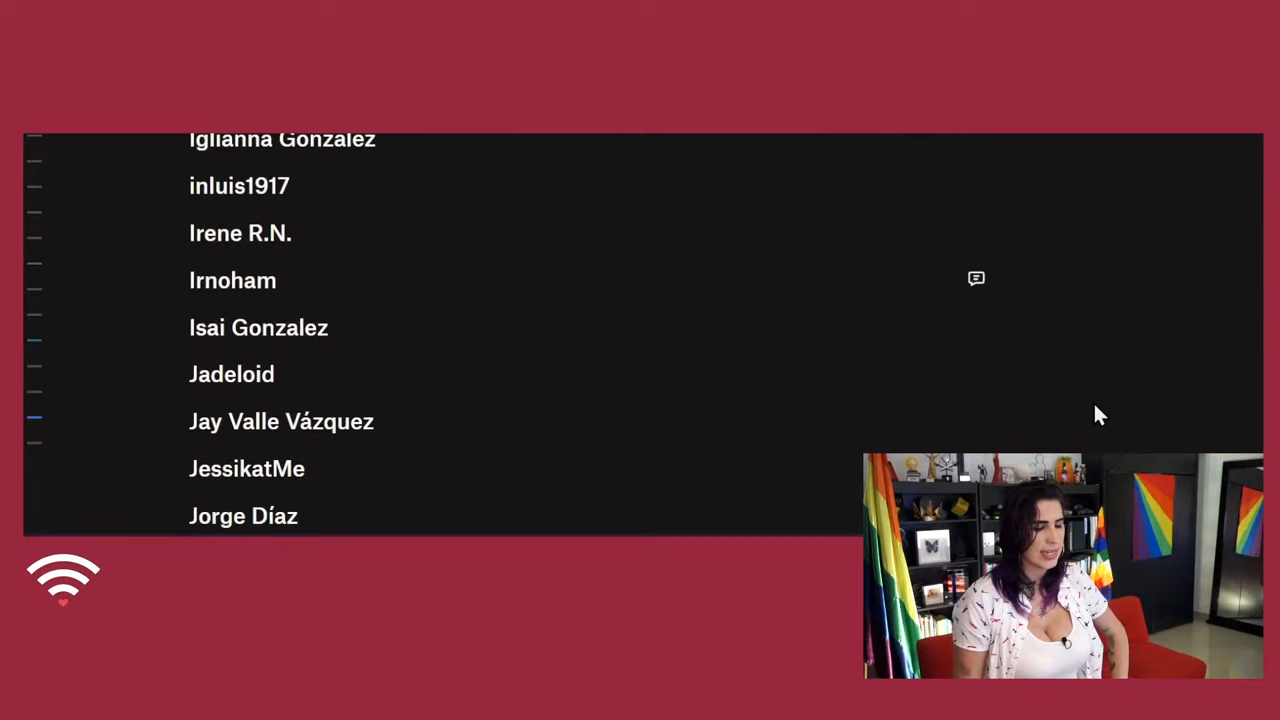 Iglianna Gonzalez
inluis1917
Irene R.N.
Irnoham
Isai Gonzalez
Jadeloid
Jay Valle Vázquez
JessikatMe
Jorge Díaz